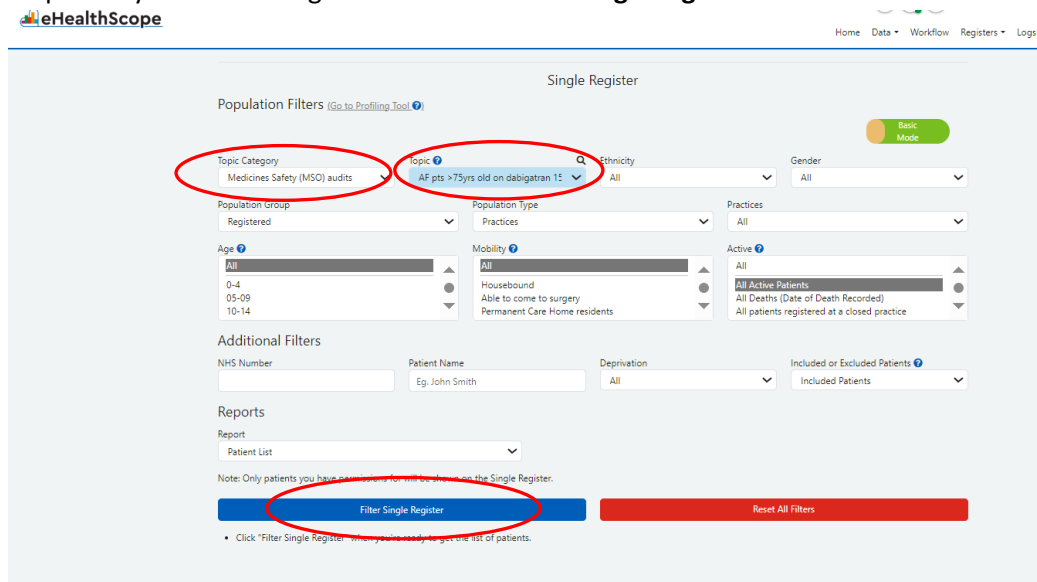 eHealthScope
Home Data Workflow Registers Logs
Single Register
Population Filters (Go to Profiling Tool ?)
Basic Mode
Topic Category Topic ? Ethnicity Gender
Medicines Safety (MSO) audits AF pts >75yrs old on dabigatran 15 All All
Population Group Population Type Practices
Registered Practices All
Age ? Mobility ? Active ?
All All All
0-4 Housebound All Active Patients
05-09 Able to come to surgery All Deaths (Date of Death Recorded)
10-14 Permanent Care Home residents All patients registered at a closed practice
Additional Filters
NHS Number Patient Name Deprivation Included or Excluded Patients ?
Eg. John Smith All Included Patients
Reports
Report
Patient List
Note: Only patients you have permissions for will be shown on the Single Register.
Filter Single Register Reset All Filters
• Click "Filter Single Register" when you're ready to get the list of patients.